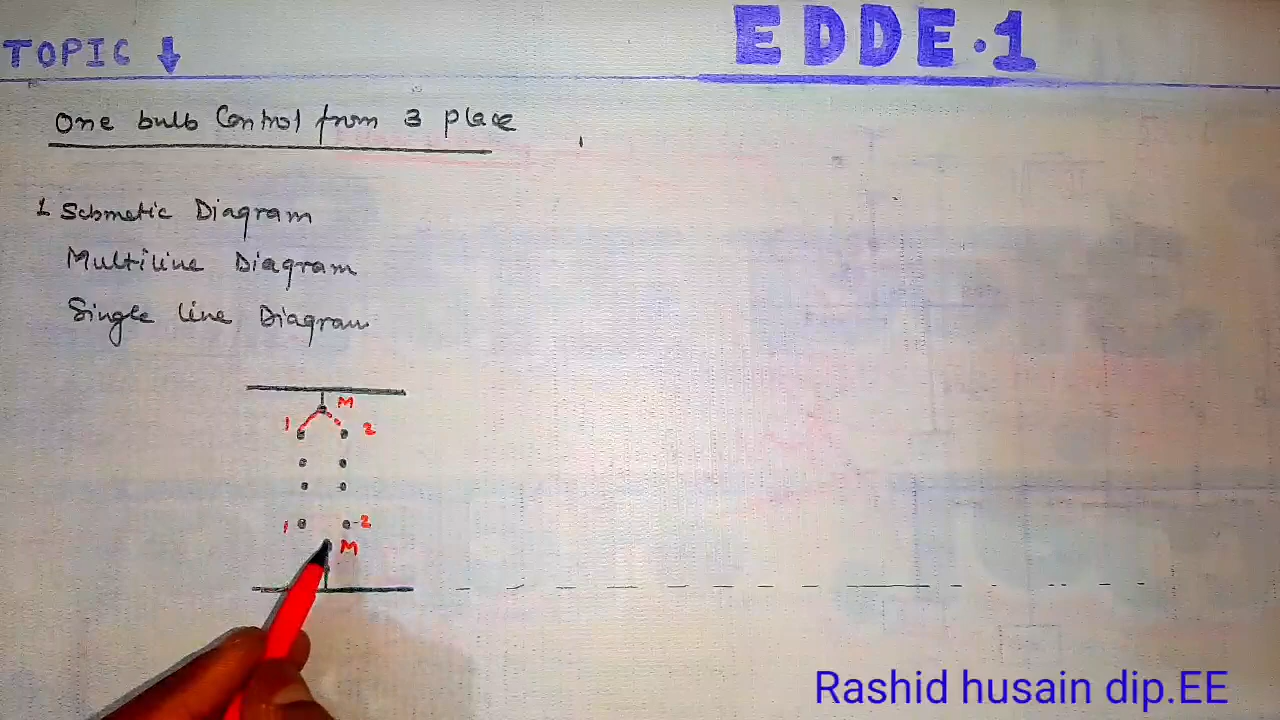 TOPIC ↓
EDDE.1
One bulb Control from 3 place
1 Schmetic Diagram
Multiline Diagram
Single line Diagram
M
1 2
1 2
M
Rashid husain dip.EE